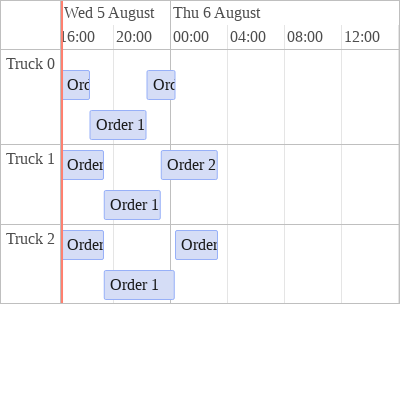 Wed 5 August Thu 6 August
16:00 20:00 00:00 04:00 08:00 12:00
Truck 0
Ord Ord
Order 1
Truck 1
Order Order 2
Order 1
Truck 2
Order Order
Order 1